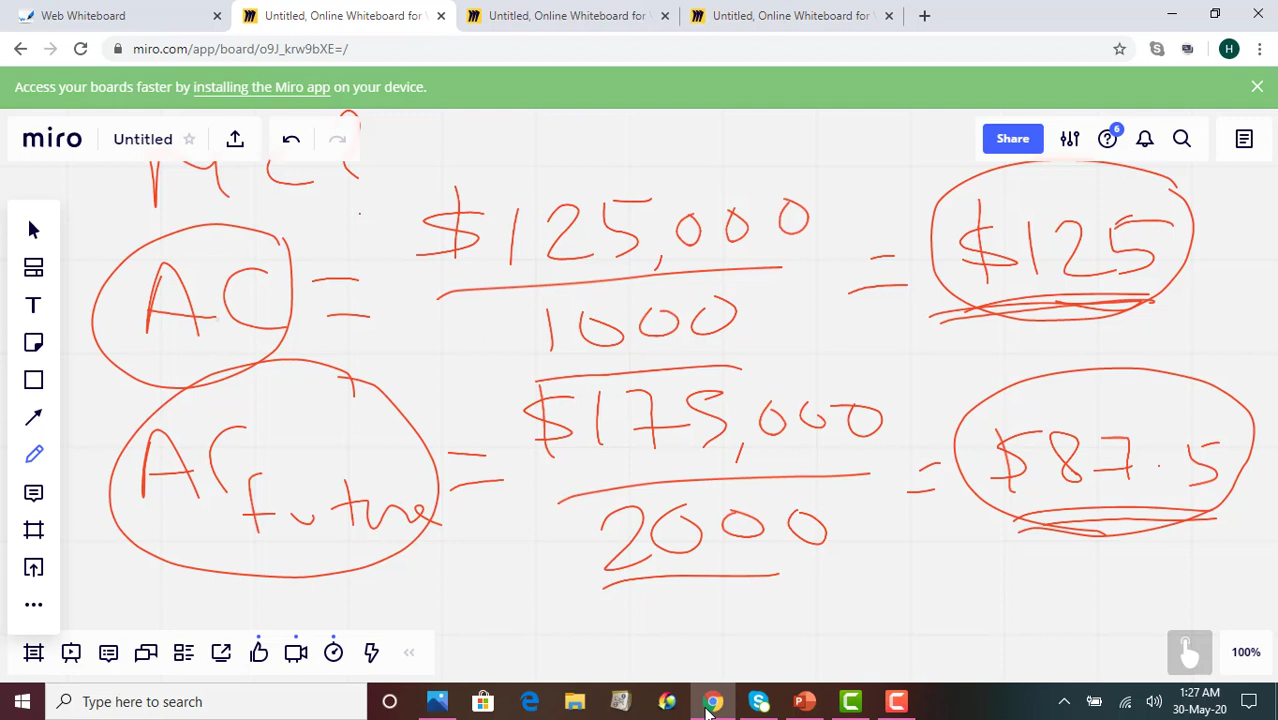 Web Whiteboard
Untitled, Online Whiteboard for V
Untitled, Online Whiteboard for V
Untitled, Online Whiteboard for V
miro.com/app/board/o9J_krw9bXE=/
H
Access your boards faster by installing the Miro app on your device.
miro
Untitled
Share
6
AC = $125,000 / 1000 = $125
AC future = $175,000 / 2000 = $87.5
100%
Type here to search
1:27 AM
30-May-20